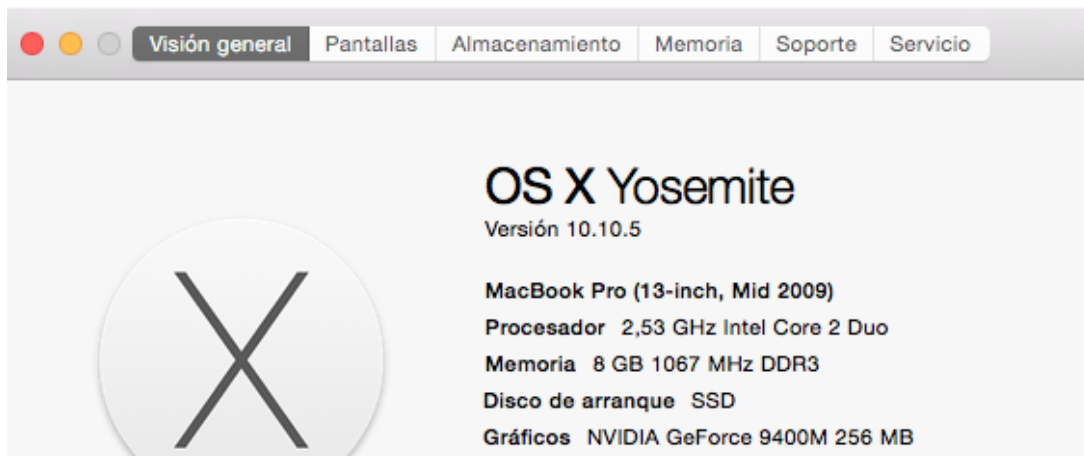 Visión general Pantallas Almacenamiento Memoria Soporte Servicio
OS X Yosemite
Versión 10.10.5
MacBook Pro (13-inch, Mid 2009)
Procesador 2,53 GHz Intel Core 2 Duo
Memoria 8 GB 1067 MHz DDR3
Disco de arranque SSD
Gráficos NVIDIA GeForce 9400M 256 MB